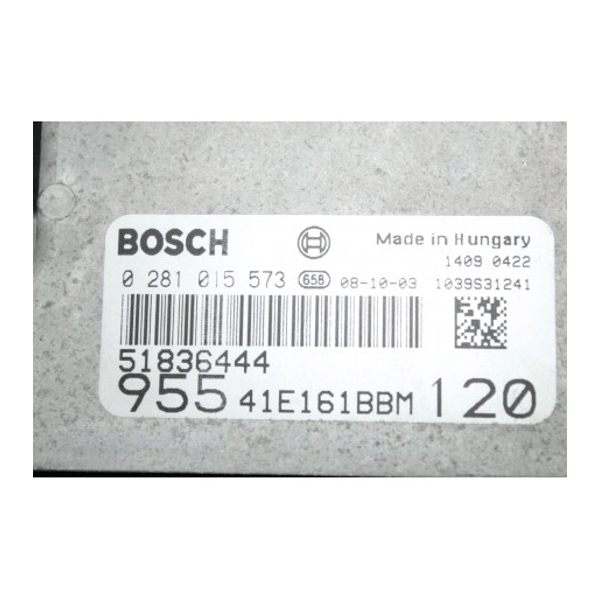 BOSCH Made in Hungary
1409 0422
0 281 015 573 658 08-10-03 1039S31241
51836444
955 41E161BBM 120